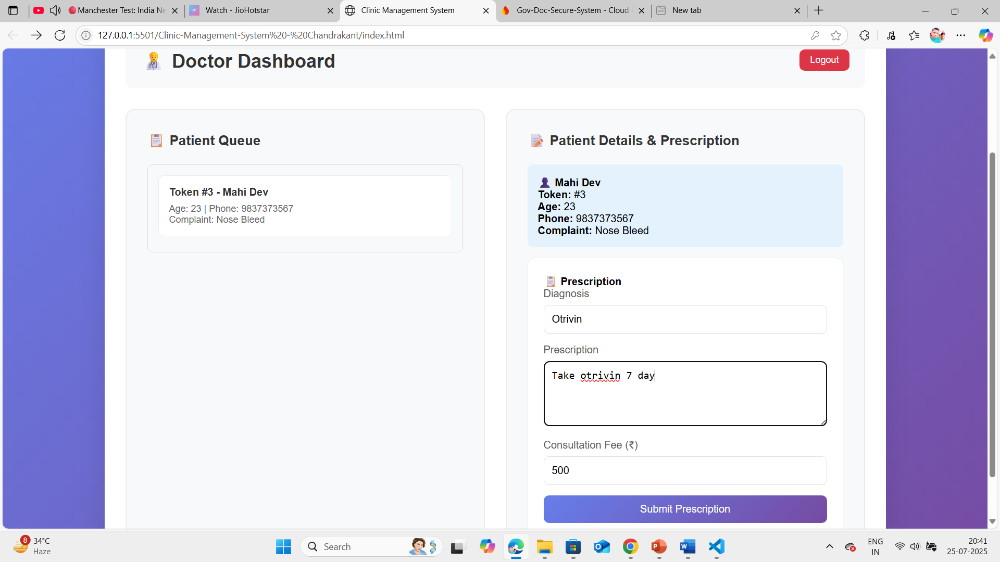 Manchester Test: India Ne
Watch - JioHotstar
Clinic Management System
Gov-Doc-Secure-System - Cloud
New tab
127.0.0.1:5501/Clinic-Management-System%20-%20Chandrakant/index.html
Doctor Dashboard
Logout
Patient Queue
Token #3 - Mahi Dev
Age: 23 | Phone: 9837373567
Complaint: Nose Bleed
Patient Details & Prescription
Mahi Dev
Token: #3
Age: 23
Phone: 9837373567
Complaint: Nose Bleed
Prescription
Diagnosis
Otrivin
Prescription
Take otrivin 7 day
Consultation Fee (₹)
500
Submit Prescription
8
34°C
Haze
Search
ENG
IN
20:41
25-07-2025